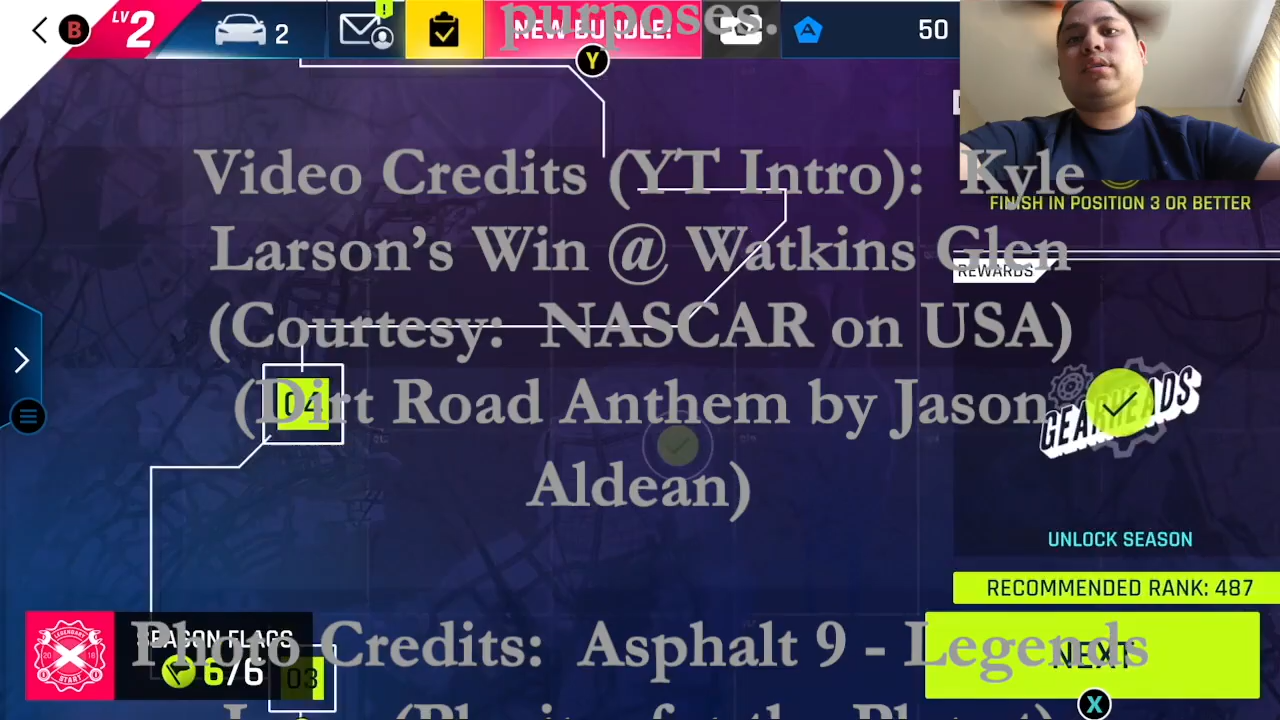 B
LV 2
2
!
NEW BUNDLE!
Y
50
purposes.
Video Credits (YT Intro): Kyle
Larson's Win @ Watkins Glen
(Courtesy: NASCAR on USA)
(Dirt Road Anthem by Jason
Aldean)
FINISH IN POSITION 3 OR BETTER
REWARDS
04
GEARHEADS
UNLOCK SEASON
RECOMMENDED RANK: 487
LEGENDARY
START
SEASON FLAGS
6/6
03
Photo Credits: Asphalt 9 - Legends
NEXT
X